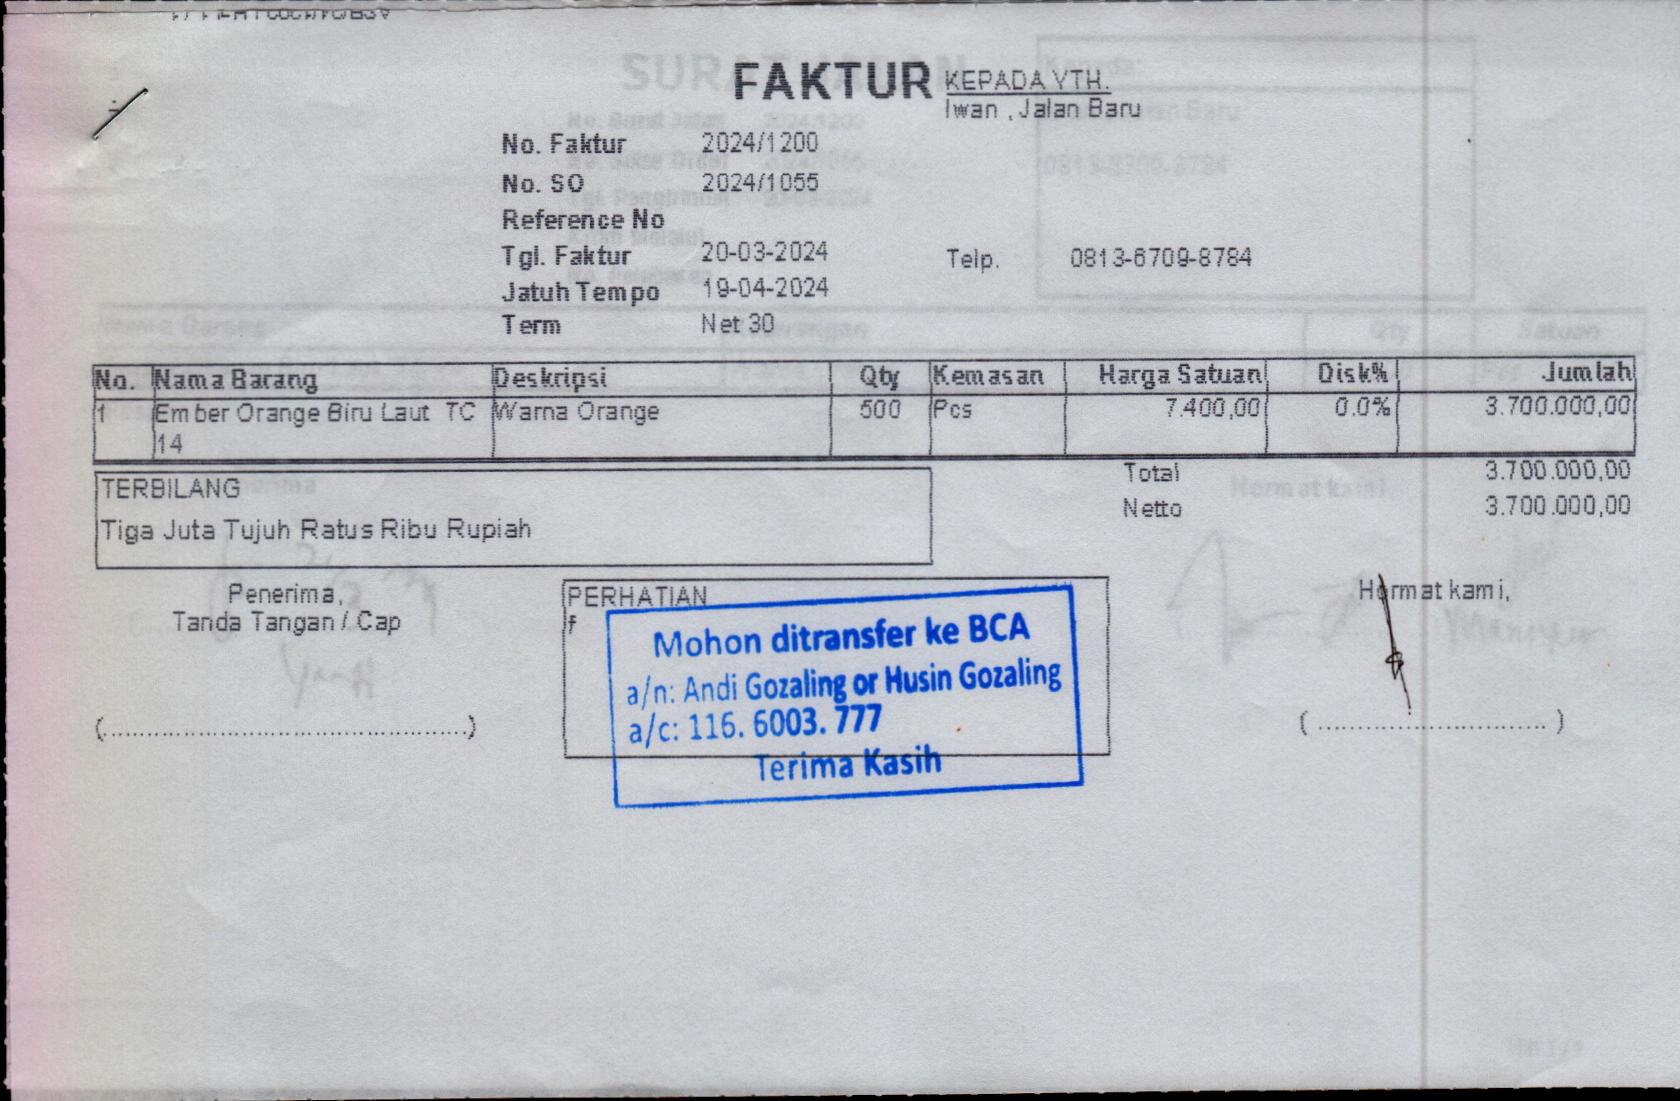 FAKTUR
KEPADA YTH.
Iwan , Jalan Baru
No. Faktur 2024/1200
No. SO 2024/1055
Reference No
Tgl. Faktur 20-03-2024
Telp. 0813-6709-8784
Jatuh Tempo 19-04-2024
Term Net 30
No. Nama Barang Deskripsi Qty Kemasan Harga Satuan Disk% Jumlah
1 Ember Orange Biru Laut TC Warna Orange 500 Pcs 7.400,00 0.0% 3.700.000,00
14
Total 3.700.000,00
TERBILANG
Netto 3.700.000,00
Tiga Juta Tujuh Ratus Ribu Rupiah
Penerima,
Tanda Tangan / Cap
(.................................................)
PERHATIAN
f
Mohon ditransfer ke BCA
a/n: Andi Gozaling or Husin Gozaling
a/c: 116. 6003. 777
Terima Kasih
Hormat kami,
( ............................... )